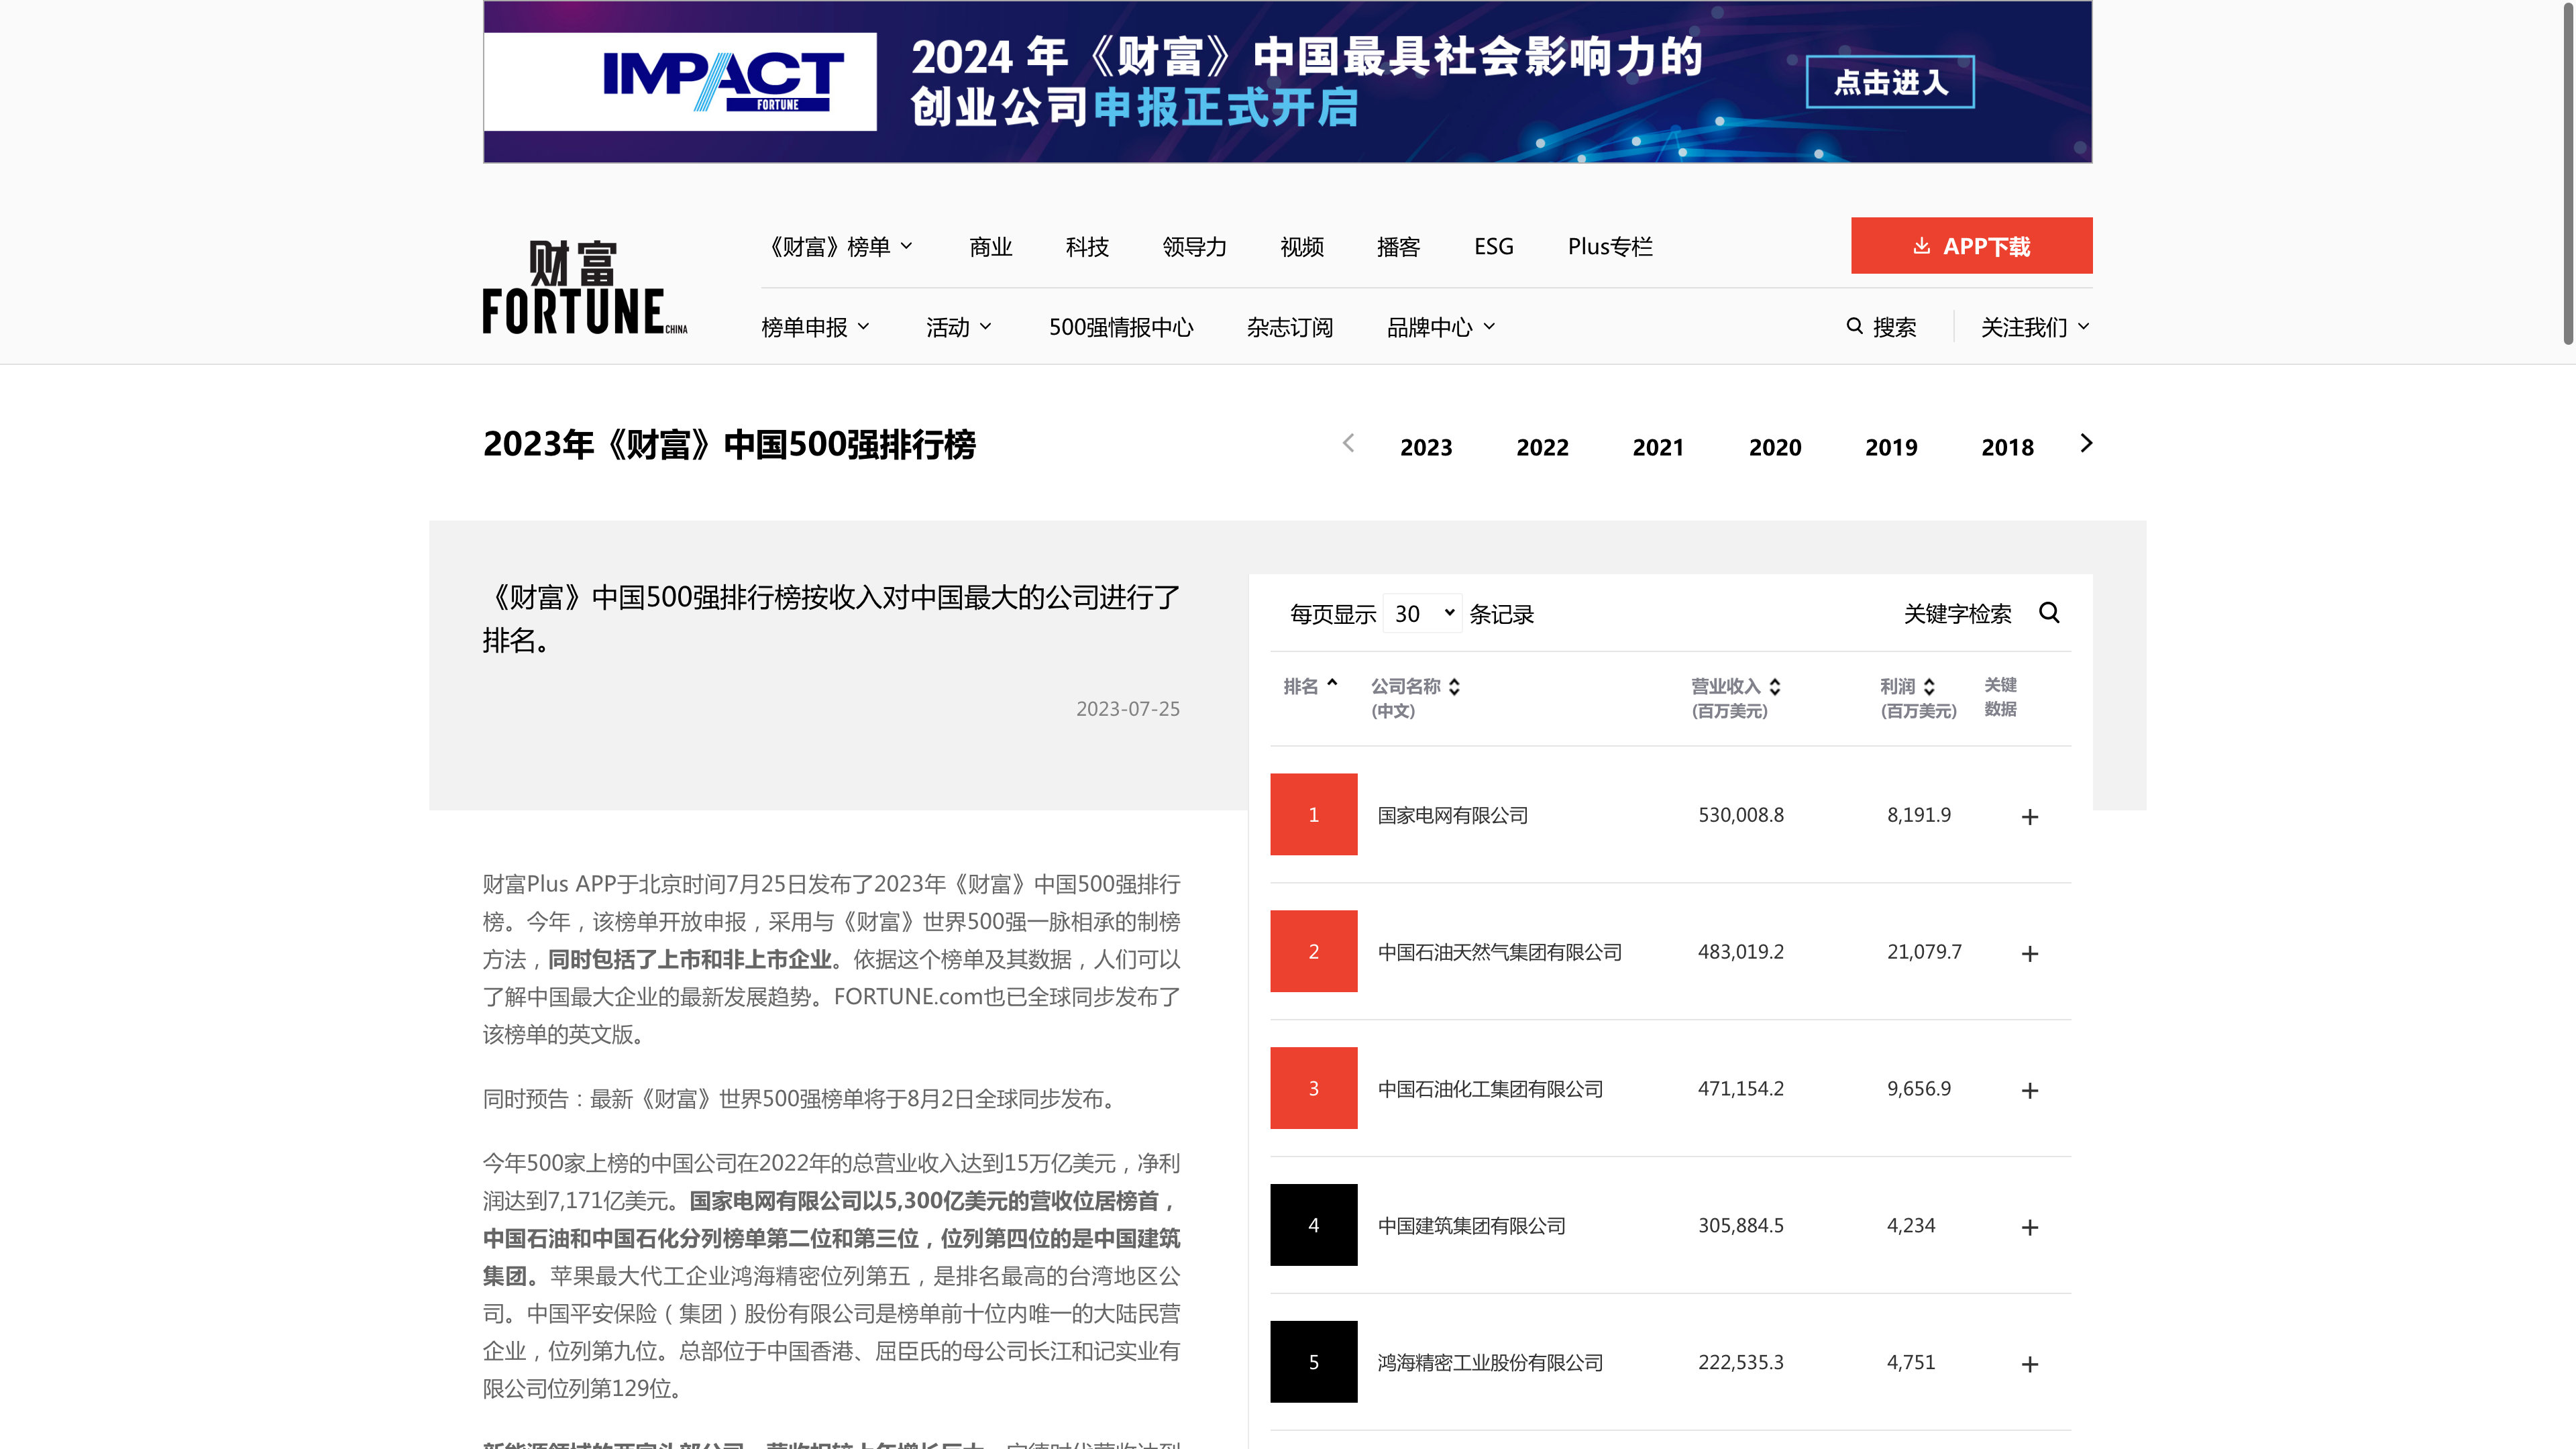 IMPACT
FORTUNE
2024 年《财富》中国最具社会影响力的
创业公司申报正式开启
点击进入
财富
FORTUNE CHINA
《财富》榜单 商业 科技 领导力 视频 播客 ESG Plus专栏 APP下载
榜单申报 活动 500强情报中心 杂志订阅 品牌中心 搜索 关注我们
2023年《财富》中国500强排行榜 2023 2022 2021 2020 2019 2018
《财富》中国500强排行榜按收入对中国最大的公司进行了
排名。
2023-07-25
财富Plus APP于北京时间7月25日发布了2023年《财富》中国500强排行
榜。今年，该榜单开放申报，采用与《财富》世界500强一脉相承的制榜
方法，同时包括了上市和非上市企业。依据这个榜单及其数据，人们可以
了解中国最大企业的最新发展趋势。FORTUNE.com也已全球同步发布了
该榜单的英文版。
同时预告：最新《财富》世界500强榜单将于8月2日全球同步发布。
今年500家上榜的中国公司在2022年的总营业收入达到15万亿美元，净利
润达到7,171亿美元。国家电网有限公司以5,300亿美元的营收位居榜首，
中国石油和中国石化分列榜单第二位和第三位，位列第四位的是中国建筑
集团。苹果最大代工企业鸿海精密位列第五，是排名最高的台湾地区公
司。中国平安保险（集团）股份有限公司是榜单前十位内唯一的大陆民营
企业，位列第九位。总部位于中国香港、屈臣氏的母公司长江和记实业有
限公司位列第129位。
每页显示 30 条记录 关键字检索
排名 公司名称 营业收入 利润 关键
(中文) (百万美元) (百万美元) 数据
1 国家电网有限公司 530,008.8 8,191.9 +
2 中国石油天然气集团有限公司 483,019.2 21,079.7 +
3 中国石油化工集团有限公司 471,154.2 9,656.9 +
4 中国建筑集团有限公司 305,884.5 4,234 +
5 鸿海精密工业股份有限公司 222,535.3 4,751 +